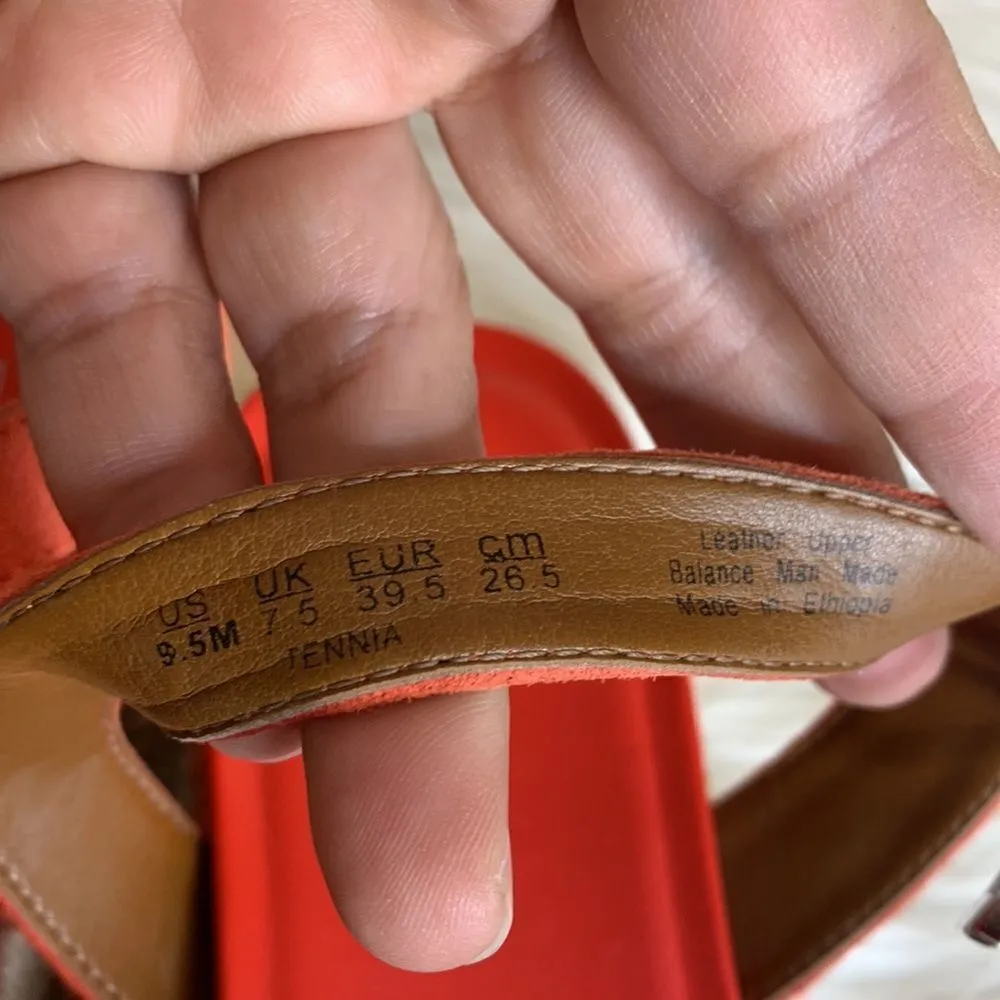 US UK EUR cm
9.5M 7.5 39.5 26.5
TENNIA
Leather Upper
Balance Man Made
Made in Ethiopia